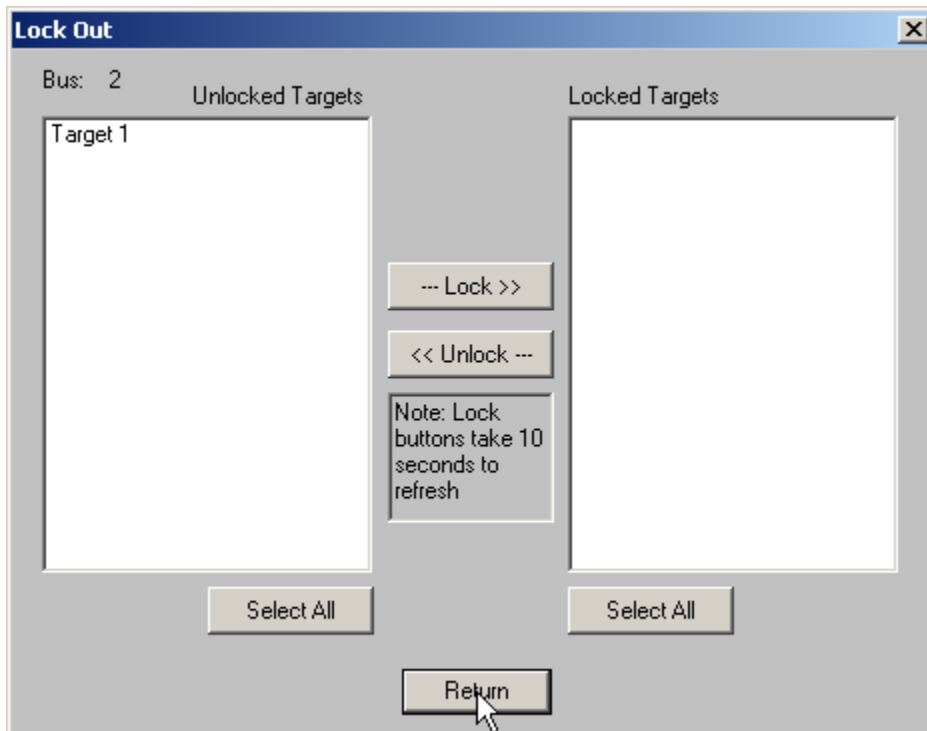 Lock Out
Bus: 2
Unlocked Targets
Locked Targets
Target 1
--- Lock >>
<< Unlock ---
Note: Lock
buttons take 10
seconds to
refresh
Select All
Select All
Return